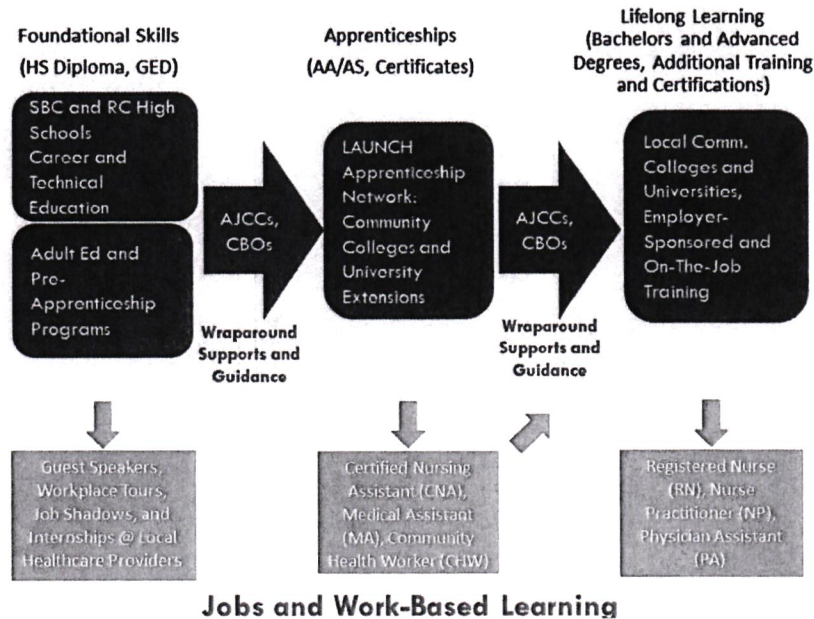 Foundational Skills
(HS Diploma, GED)
Apprenticeships
(AA/AS, Certificates)
Lifelong Learning
(Bachelors and Advanced
Degrees, Additional Training
and Certifications)
SBC and RC High
Schools
Career and
Technical
Education
Adult Ed and
Pre-
Apprenticeship
Programs
AJCCs,
CBOs
Wraparound
Supports and
Guidance
LAUNCH
Apprenticeship
Network:
Community
Colleges and
University
Extensions
AJCCs,
CBOs
Wraparound
Supports and
Guidance
Local Comm.
Colleges and
Universities,
Employer-
Sponsored and
On-The-Job
Training
Guest Speakers,
Workplace Tours,
Job Shadows, and
Internships @ Local
Healthcare Providers
Certified Nursing
Assistant (CNA),
Medical Assistant
(MA), Community
Health Worker (CHW)
Registered Nurse
(RN), Nurse
Practitioner (NP),
Physician Assistant
(PA)
Jobs and Work-Based Learning